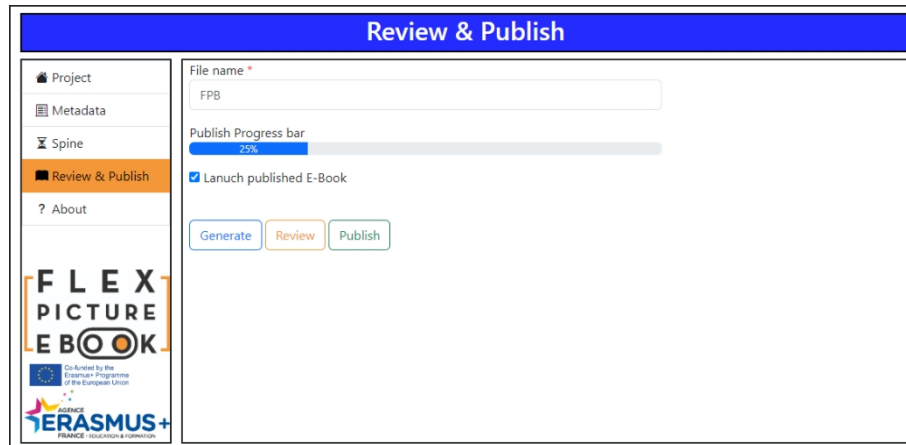 Review & Publish
Project
Metadata
Spine
Review & Publish
? About
File name *
FPB
Publish Progress bar
25%
Lanuch published E-Book
Generate Review Publish
FLEX
PICTURE
EBOOK
Co-funded by the
Erasmus+ Programme
of the European Union
AGENCE
ERASMUS+
FRANCE - EDUCATION & FORMATION